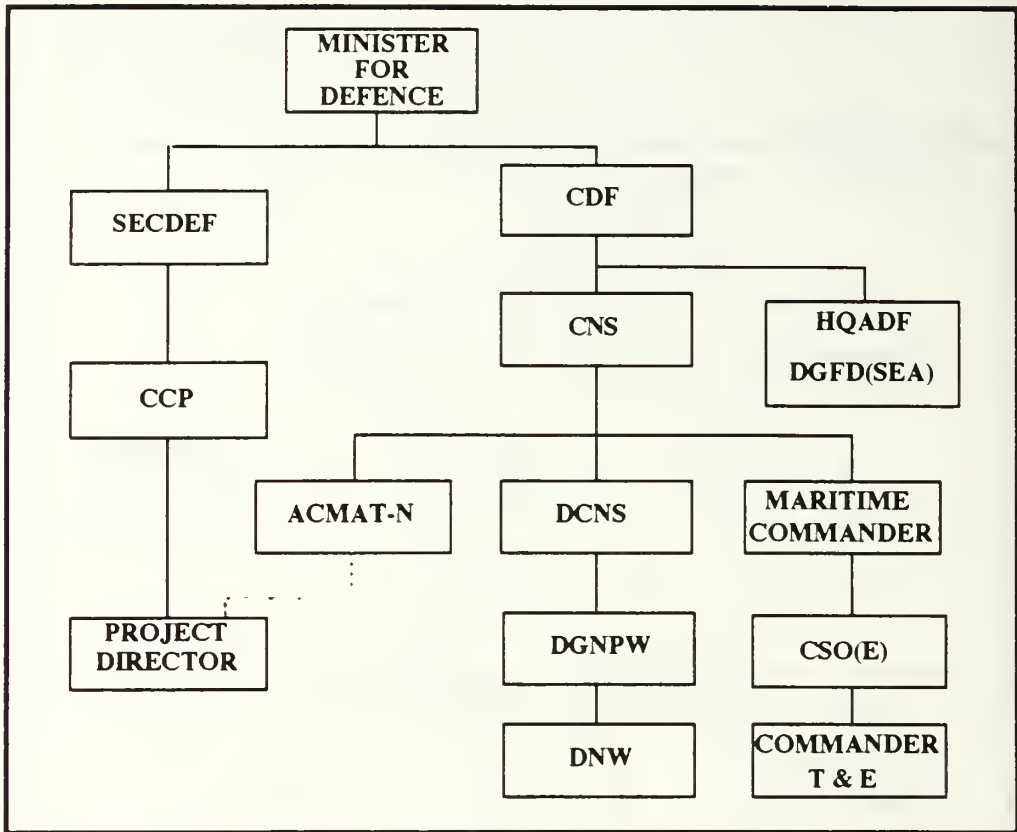 MINISTER
FOR
DEFENCE
SECDEF
CDF
CNS
HQADF
DGFD(SEA)
CCP
ACMAT-N
DCNS
MARITIME
COMMANDER
PROJECT
DIRECTOR
DGNPW
CSO(E)
DNW
COMMANDER
T & E